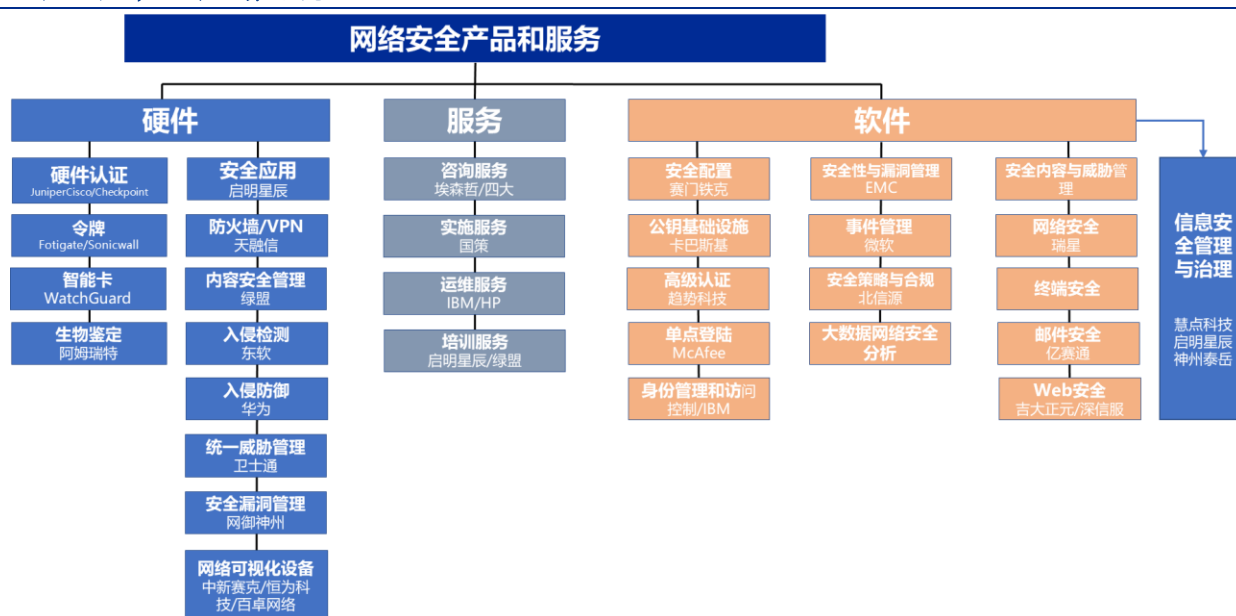 网络安全产品和服务
硬件
硬件认证
JuniperCisco/Checkpoint
令牌
Fotigate/Sonicwall
智能卡
WatchGuard
生物鉴定
阿姆瑞特
安全应用
启明星辰
防火墙/VPN
天融信
内容安全管理
绿盟
入侵检测
东软
入侵防御
华为
统一威胁管理
卫士通
安全漏洞管理
网御神州
网络可视化设备
中新赛克/恒为科
技/百卓网络
服务
咨询服务
埃森哲/四大
实施服务
国策
运维服务
IBM/HP
培训服务
启明星辰/绿盟
软件
安全配置
赛门铁克
公钥基础设施
卡巴斯基
高级认证
趋势科技
单点登陆
McAfee
身份管理和访问
控制/IBM
安全性与漏洞管理
EMC
事件管理
微软
安全策略与合规
北信源
大数据网络安全
分析
安全内容与威胁管
理
网络安全
瑞星
终端安全
邮件安全
亿赛通
Web安全
吉大正元/深信服
信息安
全管理
与治理
慧点科技
启明星辰
神州泰岳